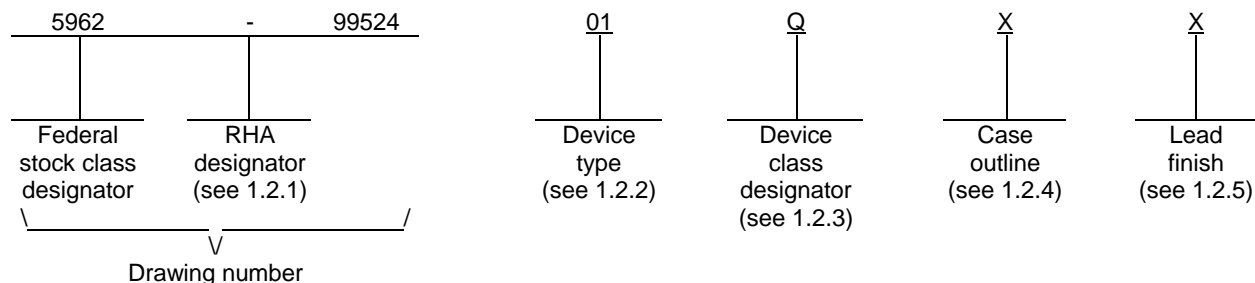 5962 - 99524 01 Q X X
Federal stock class designator
RHA designator (see 1.2.1)
Device type (see 1.2.2)
Device class designator (see 1.2.3)
Case outline (see 1.2.4)
Lead finish (see 1.2.5)
\ /
\/
Drawing number